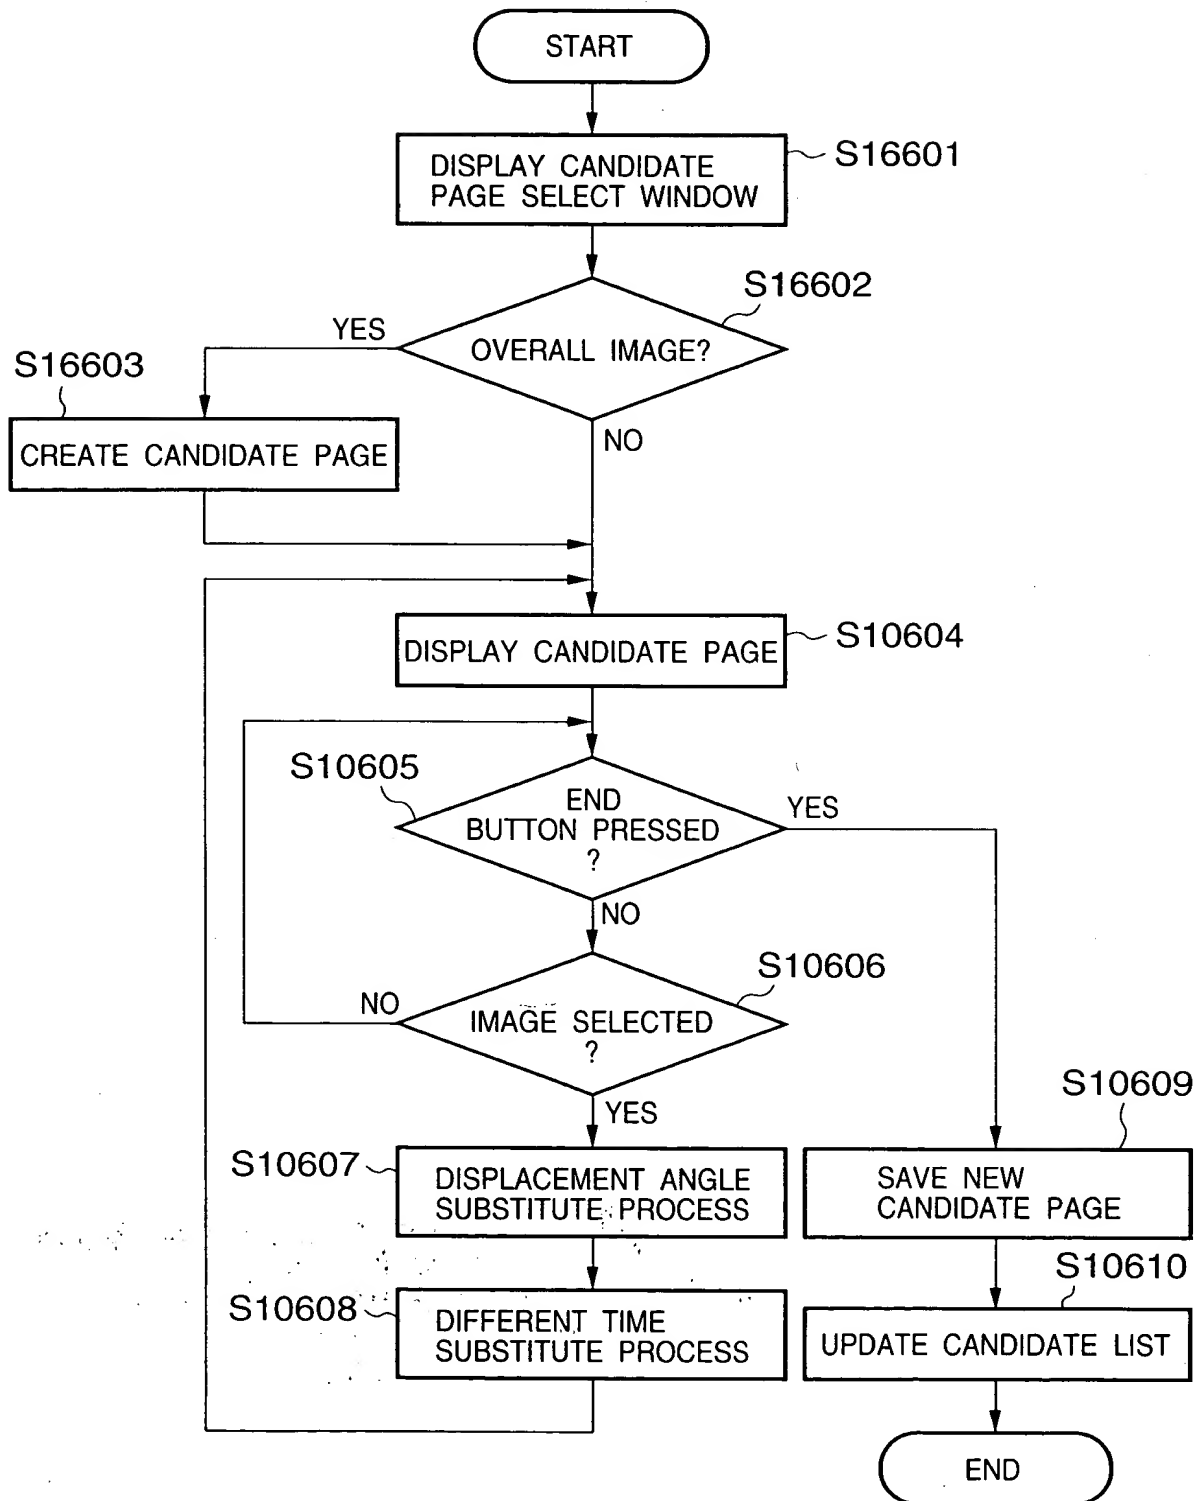 START
DISPLAY CANDIDATE
PAGE SELECT WINDOW
S16601
S16602
OVERALL IMAGE?
YES
NO
S16603
CREATE CANDIDATE PAGE
DISPLAY CANDIDATE PAGE
S10604
S10605
END
BUTTON PRESSED
?
YES
NO
S10606
IMAGE SELECTED
?
NO
YES
S10607
DISPLACEMENT ANGLE
SUBSTITUTE PROCESS
S10609
SAVE NEW
CANDIDATE PAGE
S10608
DIFFERENT TIME
SUBSTITUTE PROCESS
S10610
UPDATE CANDIDATE LIST
END